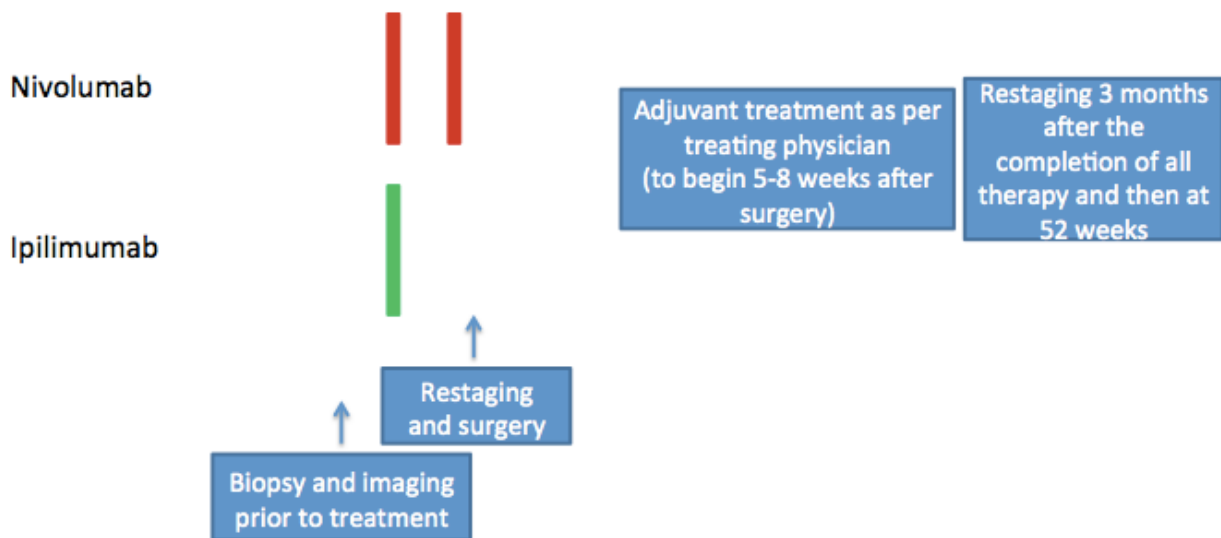 Nivolumab
Adjuvant treatment as per
treating physician
(to begin 5-8 weeks after
surgery)
Restaging 3 months
after the
completion of all
therapy and then at
52 weeks
Ipilimumab
Restaging
and surgery
Biopsy and imaging
prior to treatment